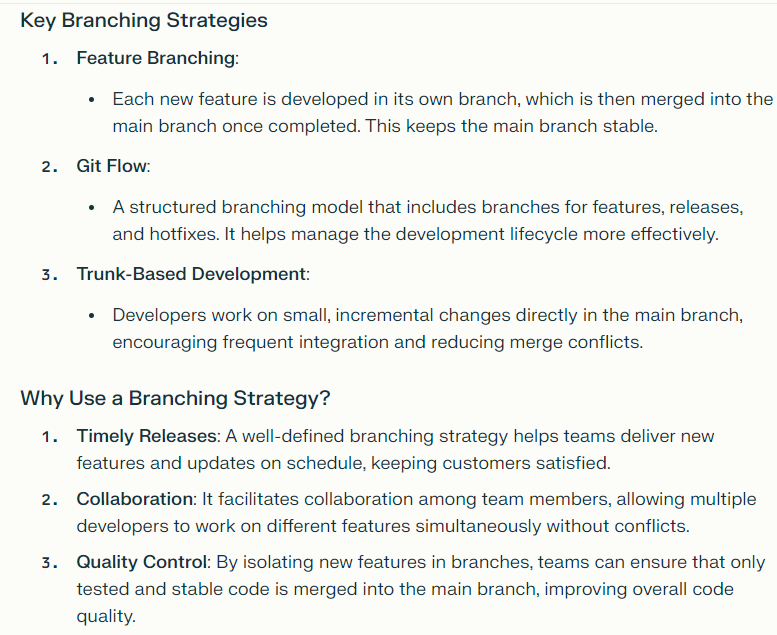 Key Branching Strategies
1. Feature Branching:
• Each new feature is developed in its own branch, which is then merged into the
main branch once completed. This keeps the main branch stable.
2. Git Flow:
• A structured branching model that includes branches for features, releases,
and hotfixes. It helps manage the development lifecycle more effectively.
3. Trunk-Based Development:
• Developers work on small, incremental changes directly in the main branch,
encouraging frequent integration and reducing merge conflicts.
Why Use a Branching Strategy?
1. Timely Releases: A well-defined branching strategy helps teams deliver new
features and updates on schedule, keeping customers satisfied.
2. Collaboration: It facilitates collaboration among team members, allowing multiple
developers to work on different features simultaneously without conflicts.
3. Quality Control: By isolating new features in branches, teams can ensure that only
tested and stable code is merged into the main branch, improving overall code
quality.